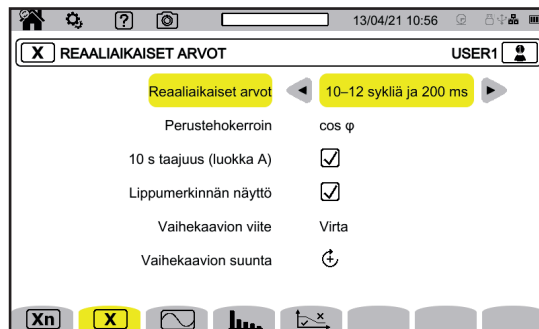 ? 13/04/21 10:56
X REAALIAIKAISET ARVOT USER1
Reaaliaikaiset arvot 10–12 sykliä ja 200 ms
Perustehokerroin cos φ
10 s taajuus (luokka A)
Lippumerkinnän näyttö
Vaihekaavion viite Virta
Vaihekaavion suunta
Xn X